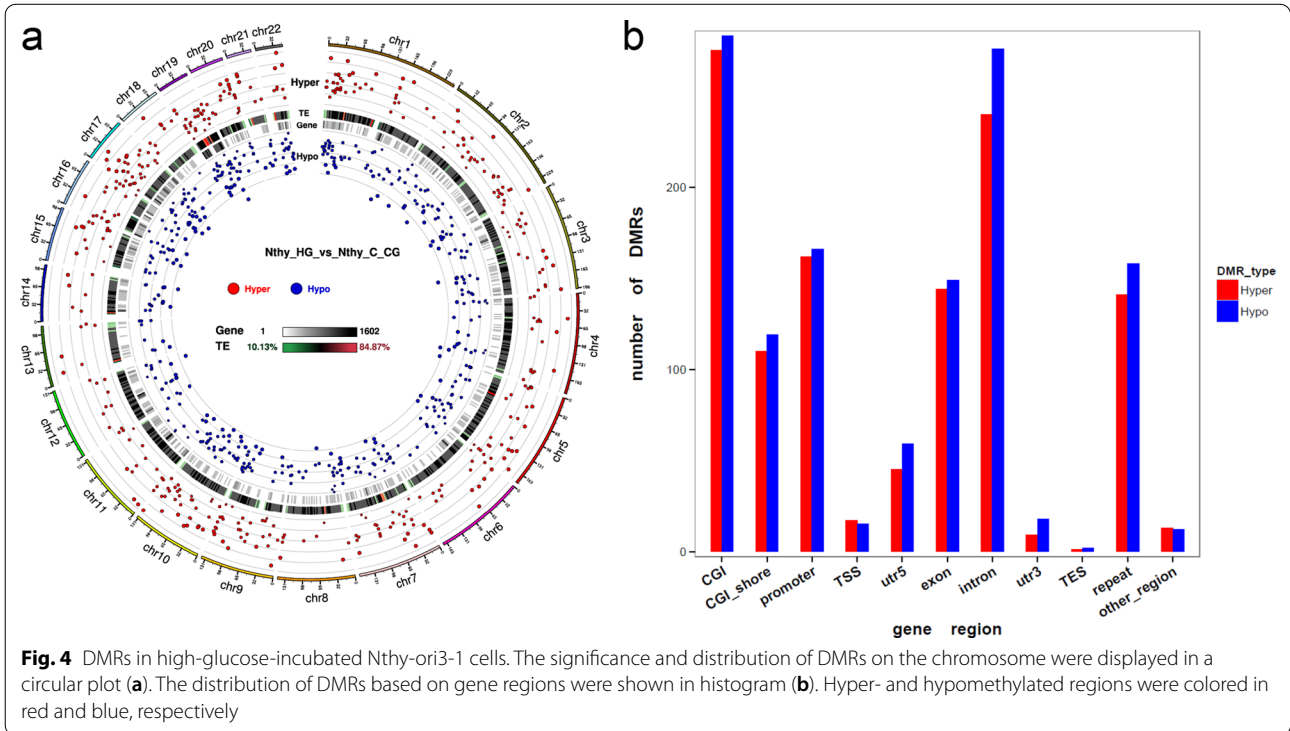 a
chr1
chr2
chr3
chr4
chr5
chr6
chr7
chr8
chr9
chr10
chr11
chr12
chr13
chr14
chr15
chr16
chr17
chr18
chr19
chr20
chr21
chr22
Hyper
TE
Gene
Hypo
Nthy_HG_vs_Nthy_C_CG
Hyper Hypo
Gene 1 1602
TE 10.13% 84.87%
b
number of DMRs
200
100
0
CGI
CGI_shore
promoter
TSS
utr5
exon
intron
utr3
TES
repeat
other_region
gene region
DMR_type
Hyper
Hypo
Fig. 4 DMRs in high-glucose-incubated Nthy-ori3-1 cells. The significance and distribution of DMRs on the chromosome were displayed in a
circular plot (a). The distribution of DMRs based on gene regions were shown in histogram (b). Hyper- and hypomethylated regions were colored in
red and blue, respectively